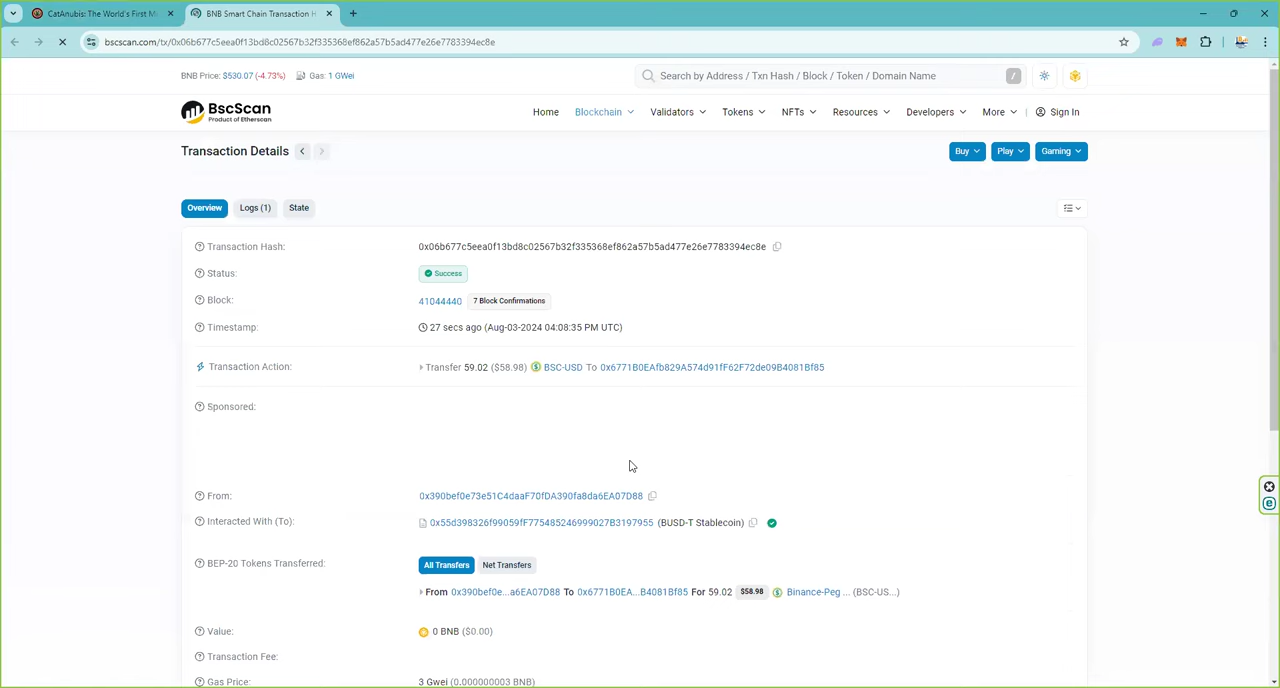 CatAnubis: The World's First M
BNB Smart Chain Transaction H
bscscan.com/tx/0x06b677c5eea0f13bd8c02567b32f335368ef862a57b5ad477e26e7783394ec8e
BNB Price: $530.07 (-4.73%) Gas: 1 GWei
Search by Address / Txn Hash / Block / Token / Domain Name /
BscScan
Product of Etherscan
Home Blockchain Validators Tokens NFTs Resources Developers More | Sign In
Transaction Details
Buy Play Gaming
Overview Logs (1) State
Transaction Hash: 0x06b677c5eea0f13bd8c02567b32f335368ef862a57b5ad477e26e7783394ec8e
Status: Success
Block: 41044440 7 Block Confirmations
Timestamp: 27 secs ago (Aug-03-2024 04:08:35 PM UTC)
Transaction Action: Transfer 59.02 ($58.98) BSC-USD To 0x6771B0EAfb829A574d91fF62F72de09B4081Bf85
Sponsored:
From: 0x390bef0e73e51C4daaF70fDA390fa8da6EA07D88
Interacted With (To): 0x55d398326f99059fF775485246999027B3197955 (BUSD-T Stablecoin)
BEP-20 Tokens Transferred: All Transfers Net Transfers
From 0x390bef0e...a6EA07D88 To 0x6771B0EA...B4081Bf85 For 59.02 $58.98 Binance-Peg ... (BSC-US...)
Value: 0 BNB ($0.00)
Transaction Fee:
Gas Price: 3 Gwei (0.000000003 BNB)